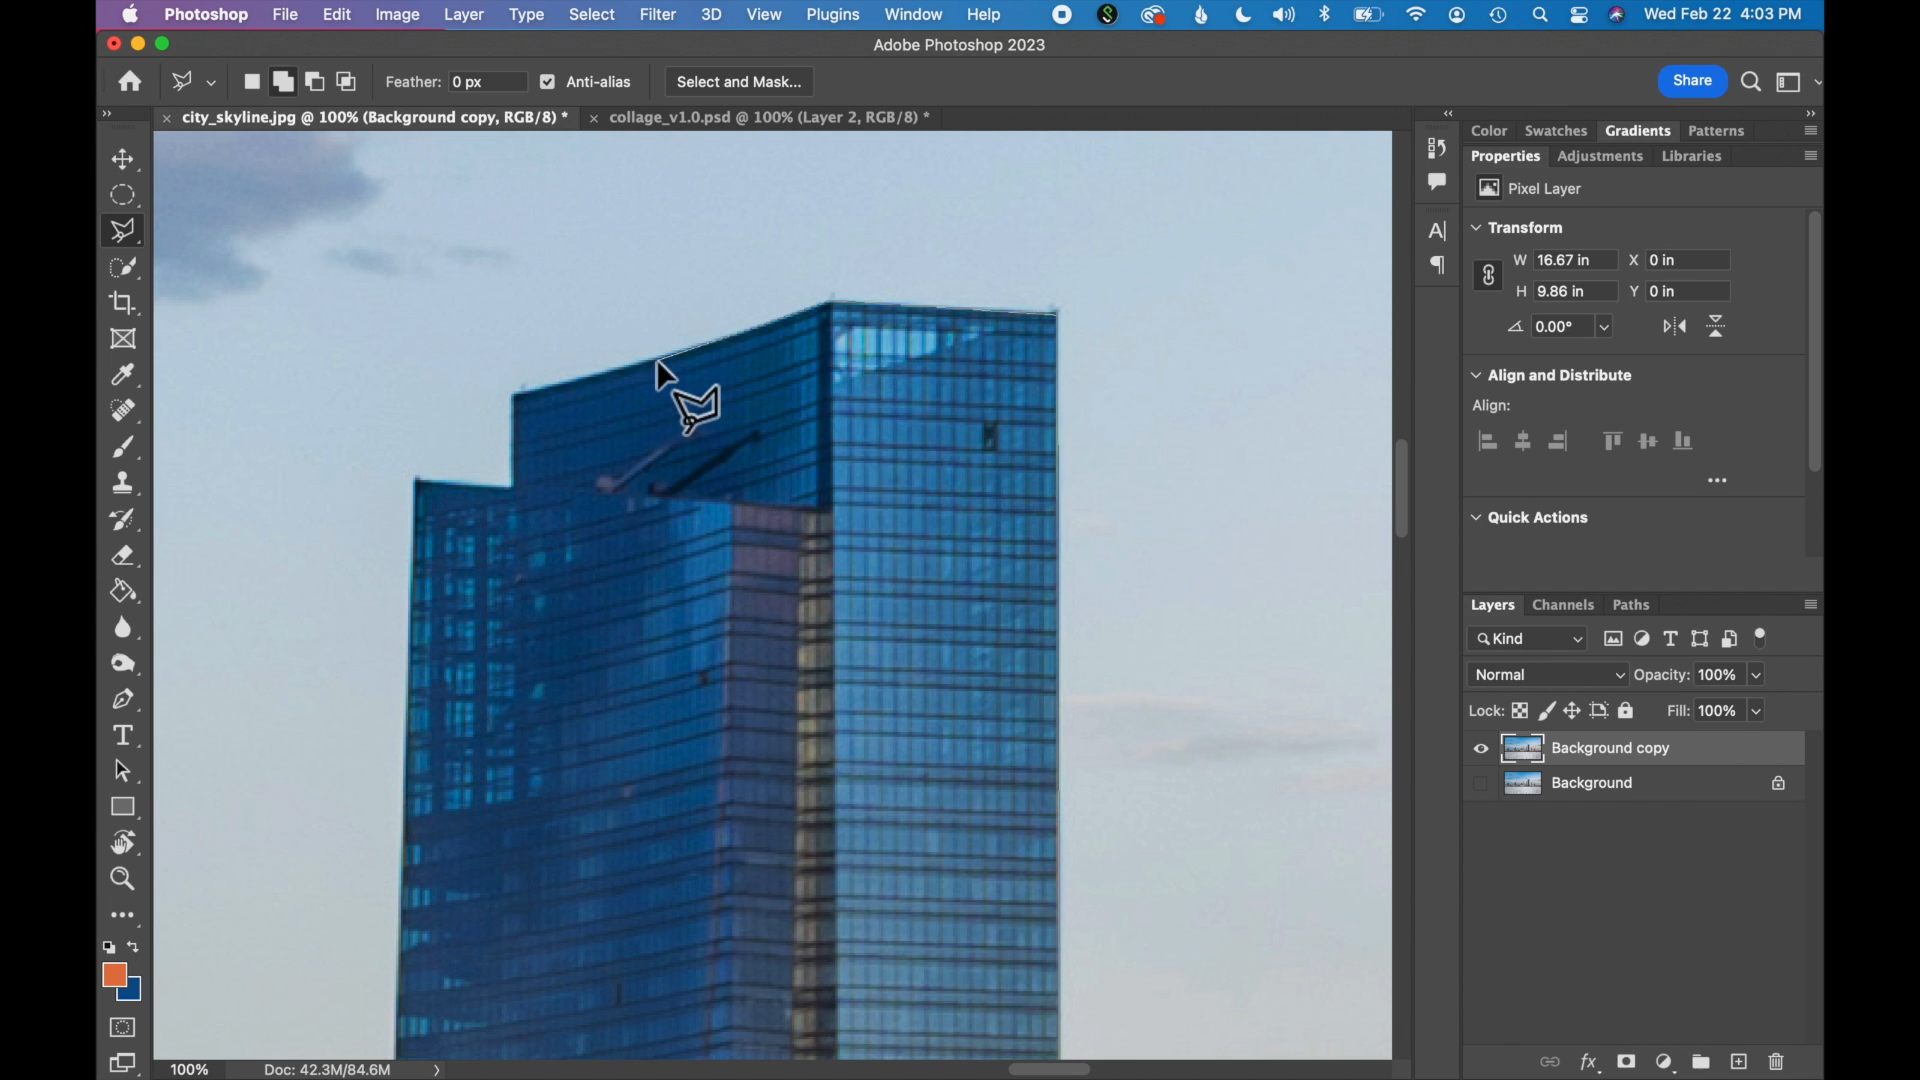 Photoshop File Edit Image Layer Type Select Filter 3D View Plugins Window Help Wed Feb 22 4:03 PM
Adobe Photoshop 2023
Feather: 0 px Anti-alias Select and Mask... Share
city_skyline.jpg @ 100% (Background copy, RGB/8) * collage_v1.0.psd @ 100% (Layer 2, RGB/8) *
Color Swatches Gradients Patterns
Properties Adjustments Libraries
Pixel Layer
Transform
W 16.67 in X 0 in
H 9.86 in Y 0 in
0.00°
Align and Distribute
Align:
Quick Actions
Layers Channels Paths
Kind
Normal Opacity: 100%
Lock: Fill: 100%
Background copy
Background
100% Doc: 42.3M/84.6M